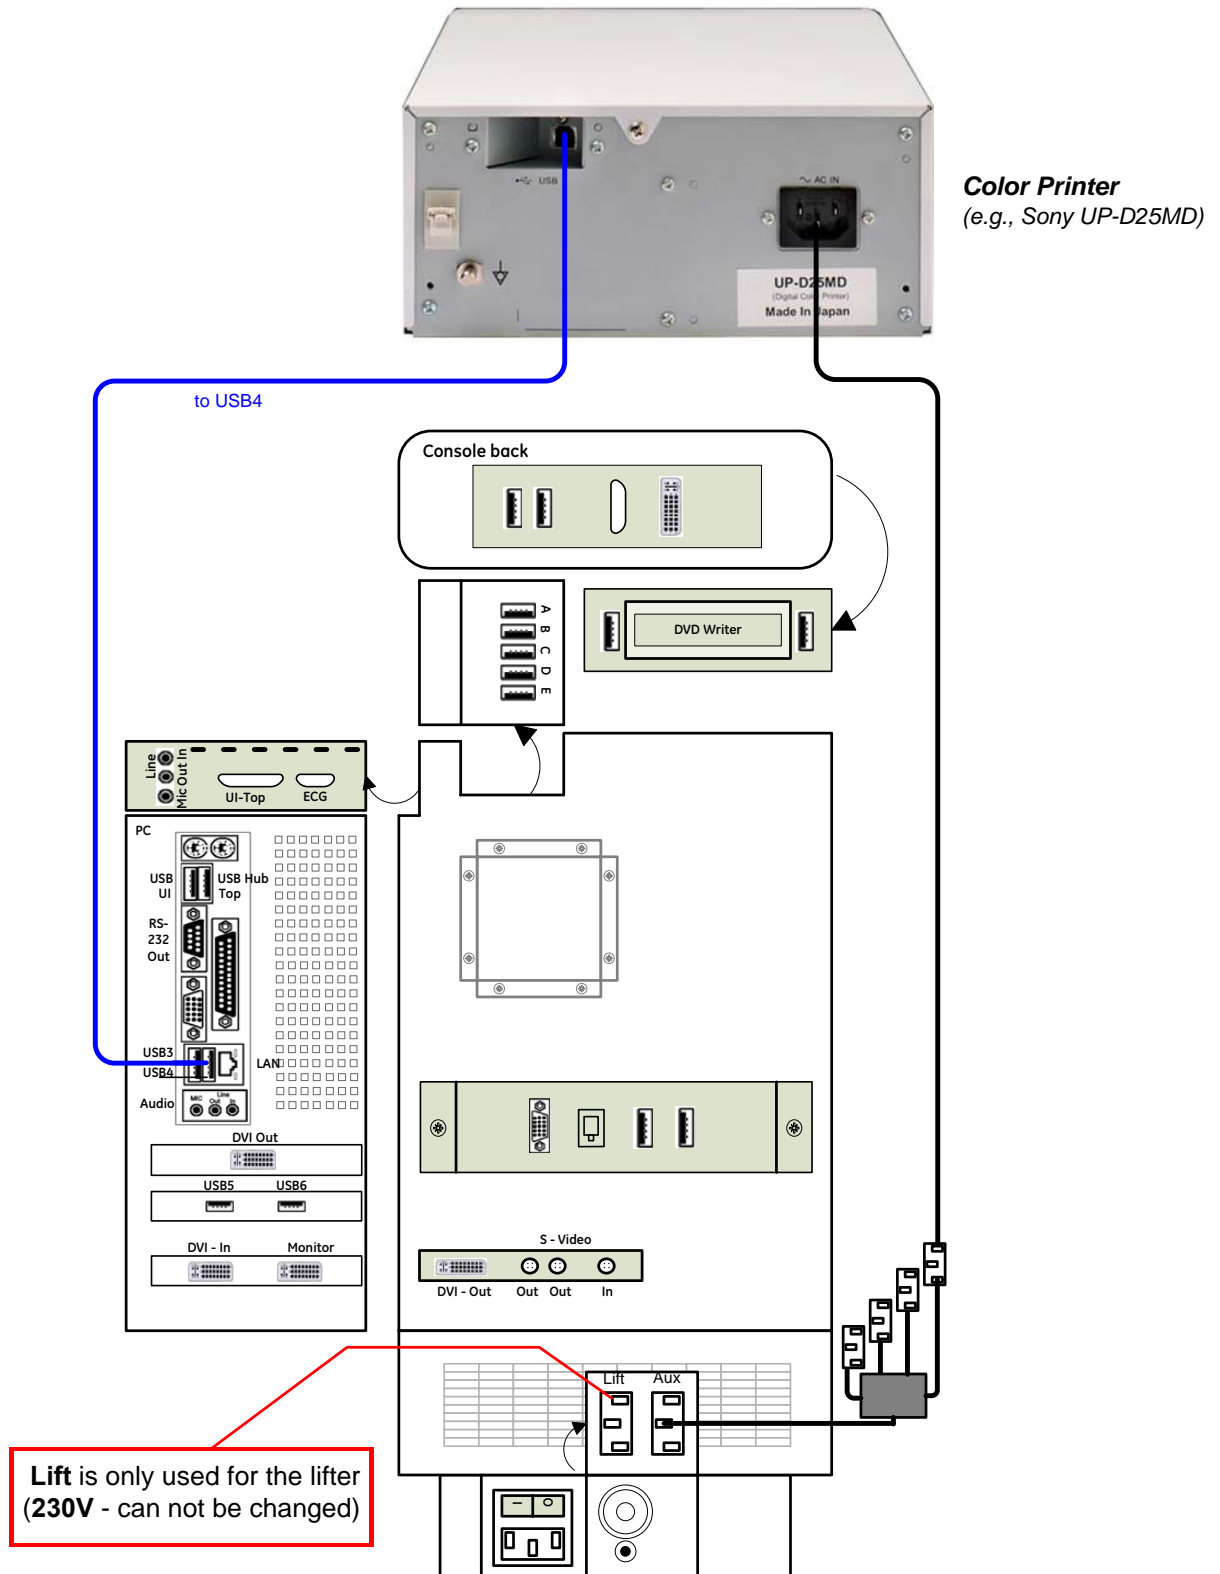 USB
AC IN
UP-D25MD
(Digital Color Printer)
Made In Japan
Color Printer
(e.g., Sony UP-D25MD)
to USB4
Console back
A
B
C
D
E
DVD Writer
Line
In
Out
Mic
UI-Top
ECG
PC
USB
UI
USB Hub
Top
RS-
232
Out
USB3
USB4
LAN
Audio
MIC
Line
Out
In
DVI Out
USB5
USB6
DVI - In
Monitor
S - Video
DVI - Out
Out
Out
In
Lift
Aux
Lift is only used for the lifter
(230V - can not be changed)